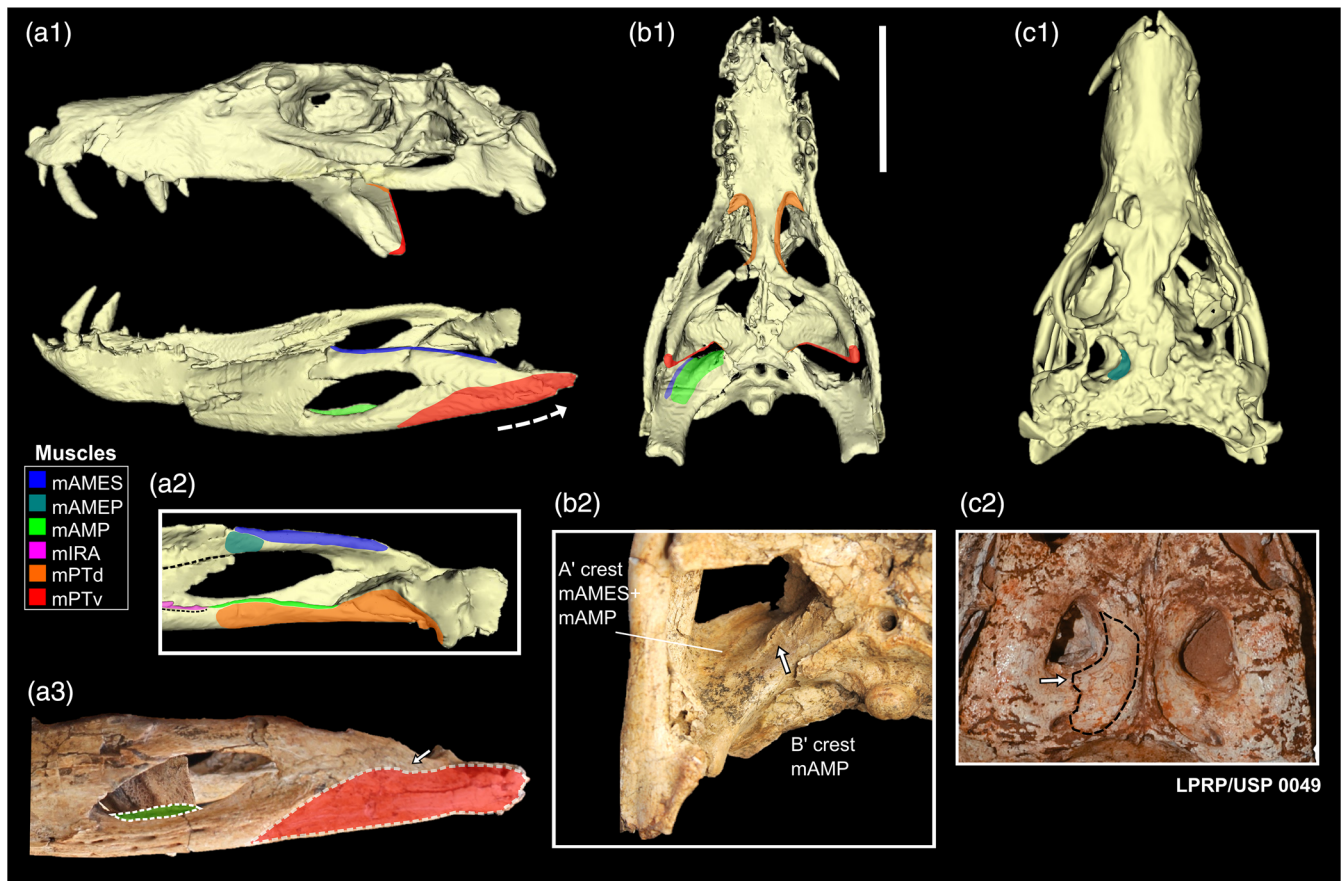 (a1)
(b1)
(c1)
Muscles
mAMES
mAMEP
mAMP
mIRA
mPTd
mPTv
(a2)
(a3)
(b2)
A' crest
mAMES+
mAMP
B' crest
mAMP
(c2)
LPRP/USP 0049